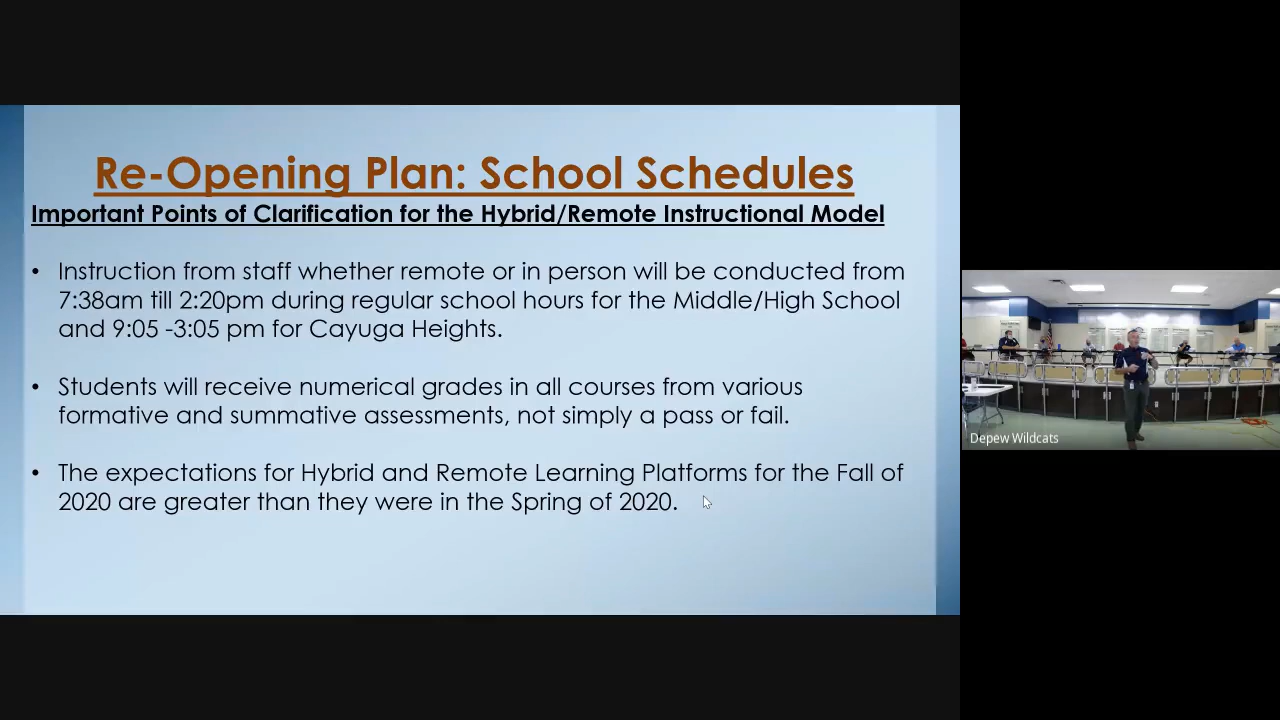 Re-Opening Plan: School Schedules
Important Points of Clarification for the Hybrid/Remote Instructional Model
• Instruction from staff whether remote or in person will be conducted from
7:38am till 2:20pm during regular school hours for the Middle/High School
and 9:05 -3:05 pm for Cayuga Heights.
• Students will receive numerical grades in all courses from various
formative and summative assessments, not simply a pass or fail.
• The expectations for Hybrid and Remote Learning Platforms for the Fall of
2020 are greater than they were in the Spring of 2020.
Depew Wildcats